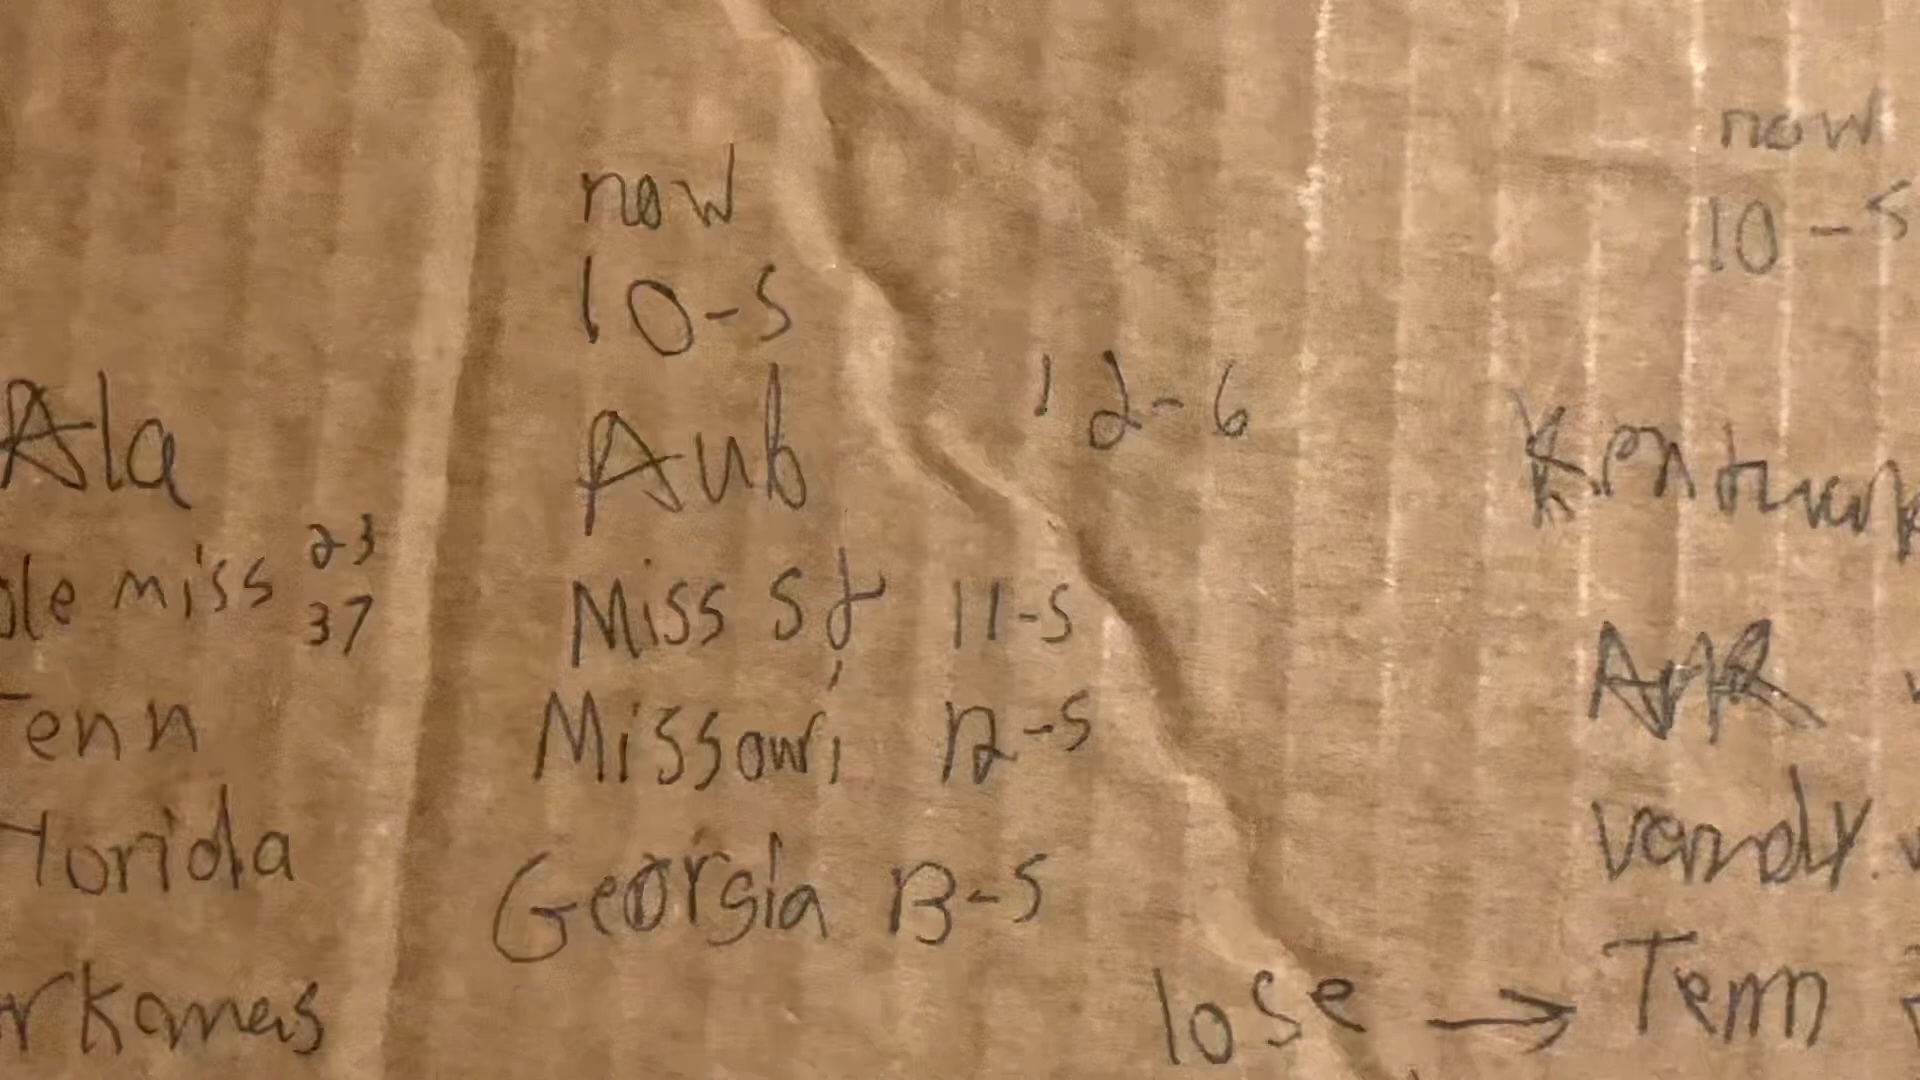 now
10-5
Ala
Aub
12-6
ole miss 23
37
Miss St 11-5
Tenn
Missouri 12-5
Florida
Georgia 13-5
rkansas
now
10-5
Kentuck
Vandy
lose → Tenn